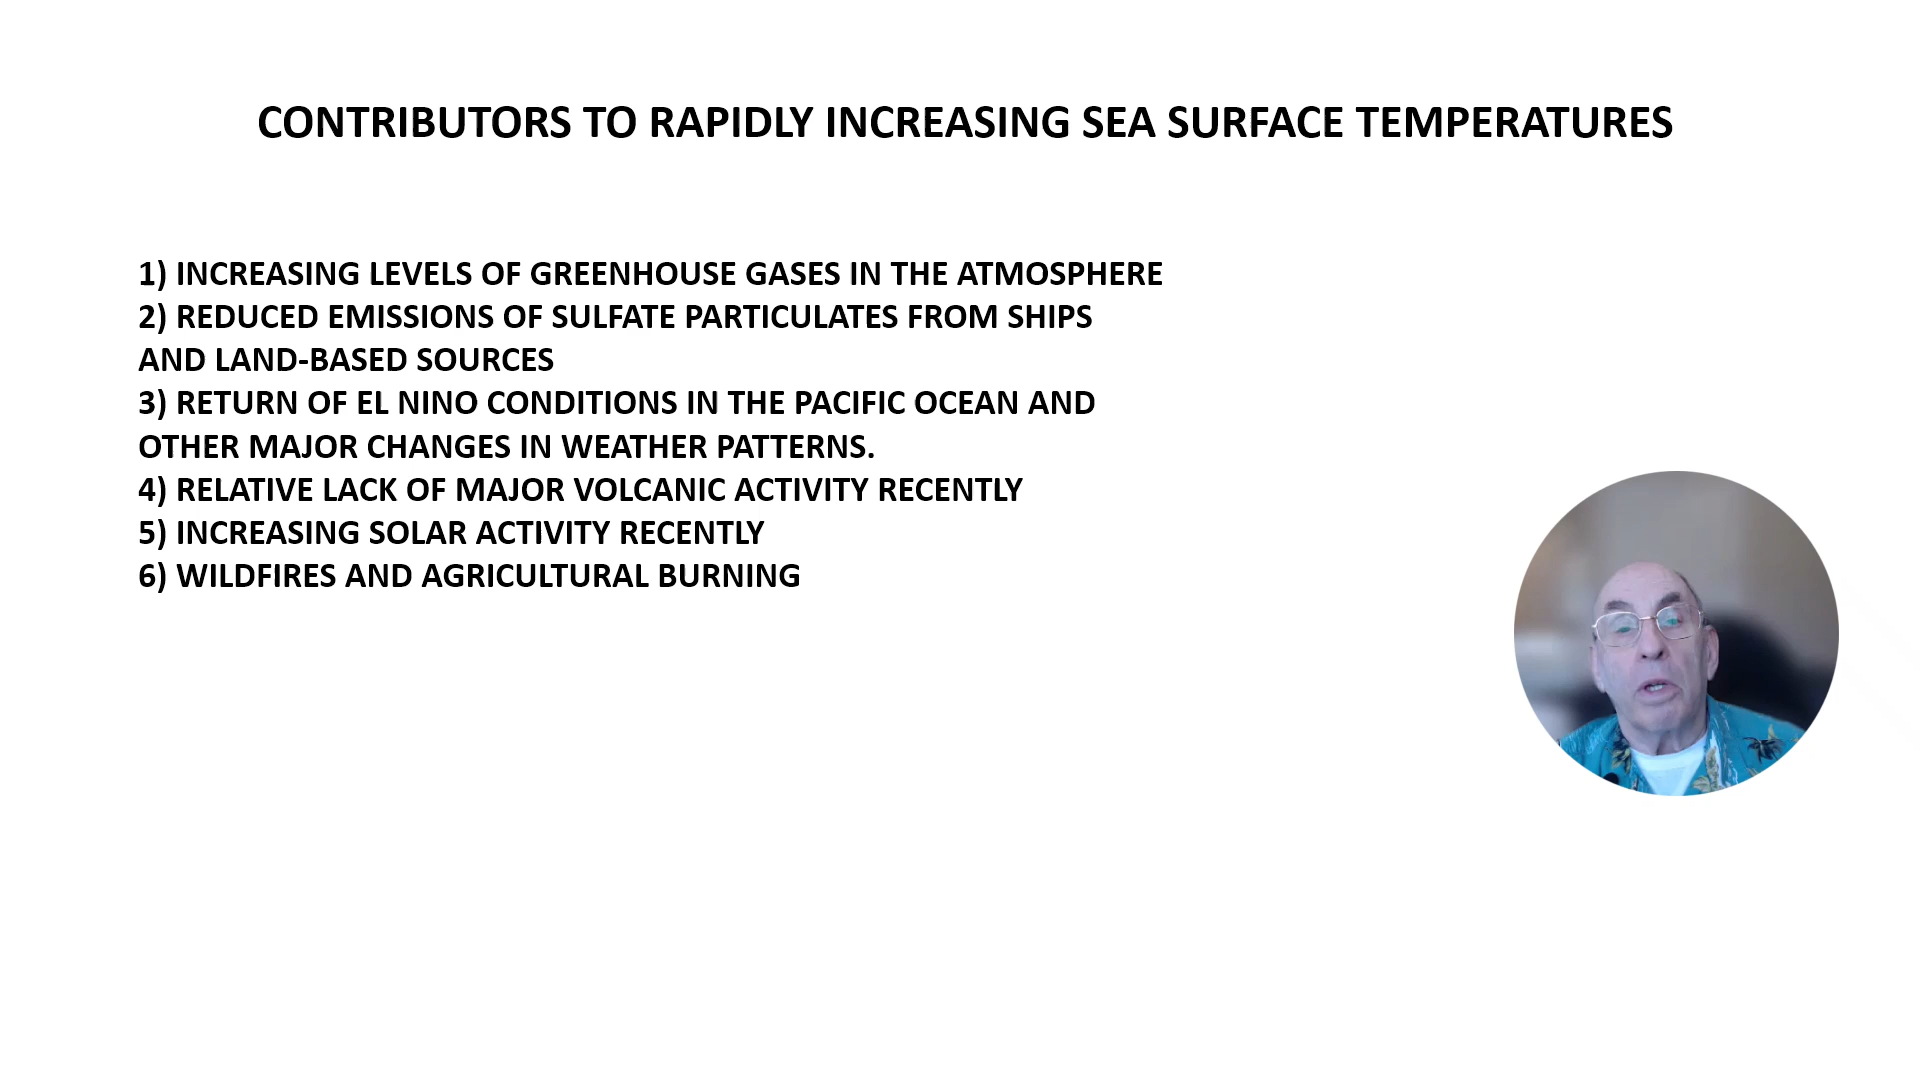 CONTRIBUTORS TO RAPIDLY INCREASING SEA SURFACE TEMPERATURES
1) INCREASING LEVELS OF GREENHOUSE GASES IN THE ATMOSPHERE
2) REDUCED EMISSIONS OF SULFATE PARTICULATES FROM SHIPS
AND LAND-BASED SOURCES
3) RETURN OF EL NINO CONDITIONS IN THE PACIFIC OCEAN AND
OTHER MAJOR CHANGES IN WEATHER PATTERNS.
4) RELATIVE LACK OF MAJOR VOLCANIC ACTIVITY RECENTLY
5) INCREASING SOLAR ACTIVITY RECENTLY
6) WILDFIRES AND AGRICULTURAL BURNING